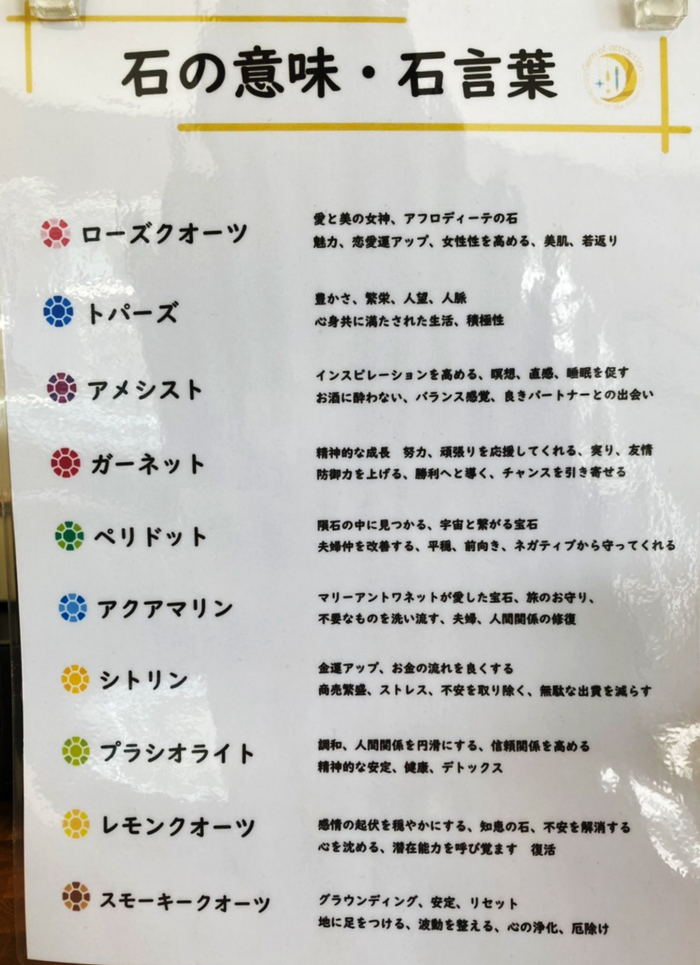 石の意味・石言葉
ローズクオーツ
愛と美の女神、アフロディーテの石
魅力、恋愛運アップ、女性性を高める、美肌、若返り
トパーズ
豊かさ、繁栄、人望、人脈
心身共に満たされた生活、積極性
アメシスト
インスピレーションを高める、瞑想、直感、睡眠を促す
お酒に酔わない、バランス感覚、良きパートナーとの出会い
ガーネット
精神的な成長　努力、頑張りを応援してくれる、実り、友情
防御力を上げる、勝利へと導く、チャンスを引き寄せる
ペリドット
隕石の中に見つかる、宇宙と繋がる宝石
夫婦仲を改善する、平穏、前向き、ネガティブから守ってくれる
アクアマリン
マリーアントワネットが愛した宝石、旅のお守り、
不要なものを洗い流す、夫婦、人間関係の修復
シトリン
金運アップ、お金の流れを良くする
商売繁盛、ストレス、不安を取り除く、無駄な出費を減らす
プラシオライト
調和、人間関係を円滑にする、信頼関係を高める
精神的な安定、健康、デトックス
レモンクオーツ
感情の起伏を穏やかにする、知恵の石、不安を解消する
心を沈める、潜在能力を呼び覚ます　復活
スモーキークオーツ
グラウンディング、安定、リセット
地に足をつける、波動を整える、心の浄化、厄除け